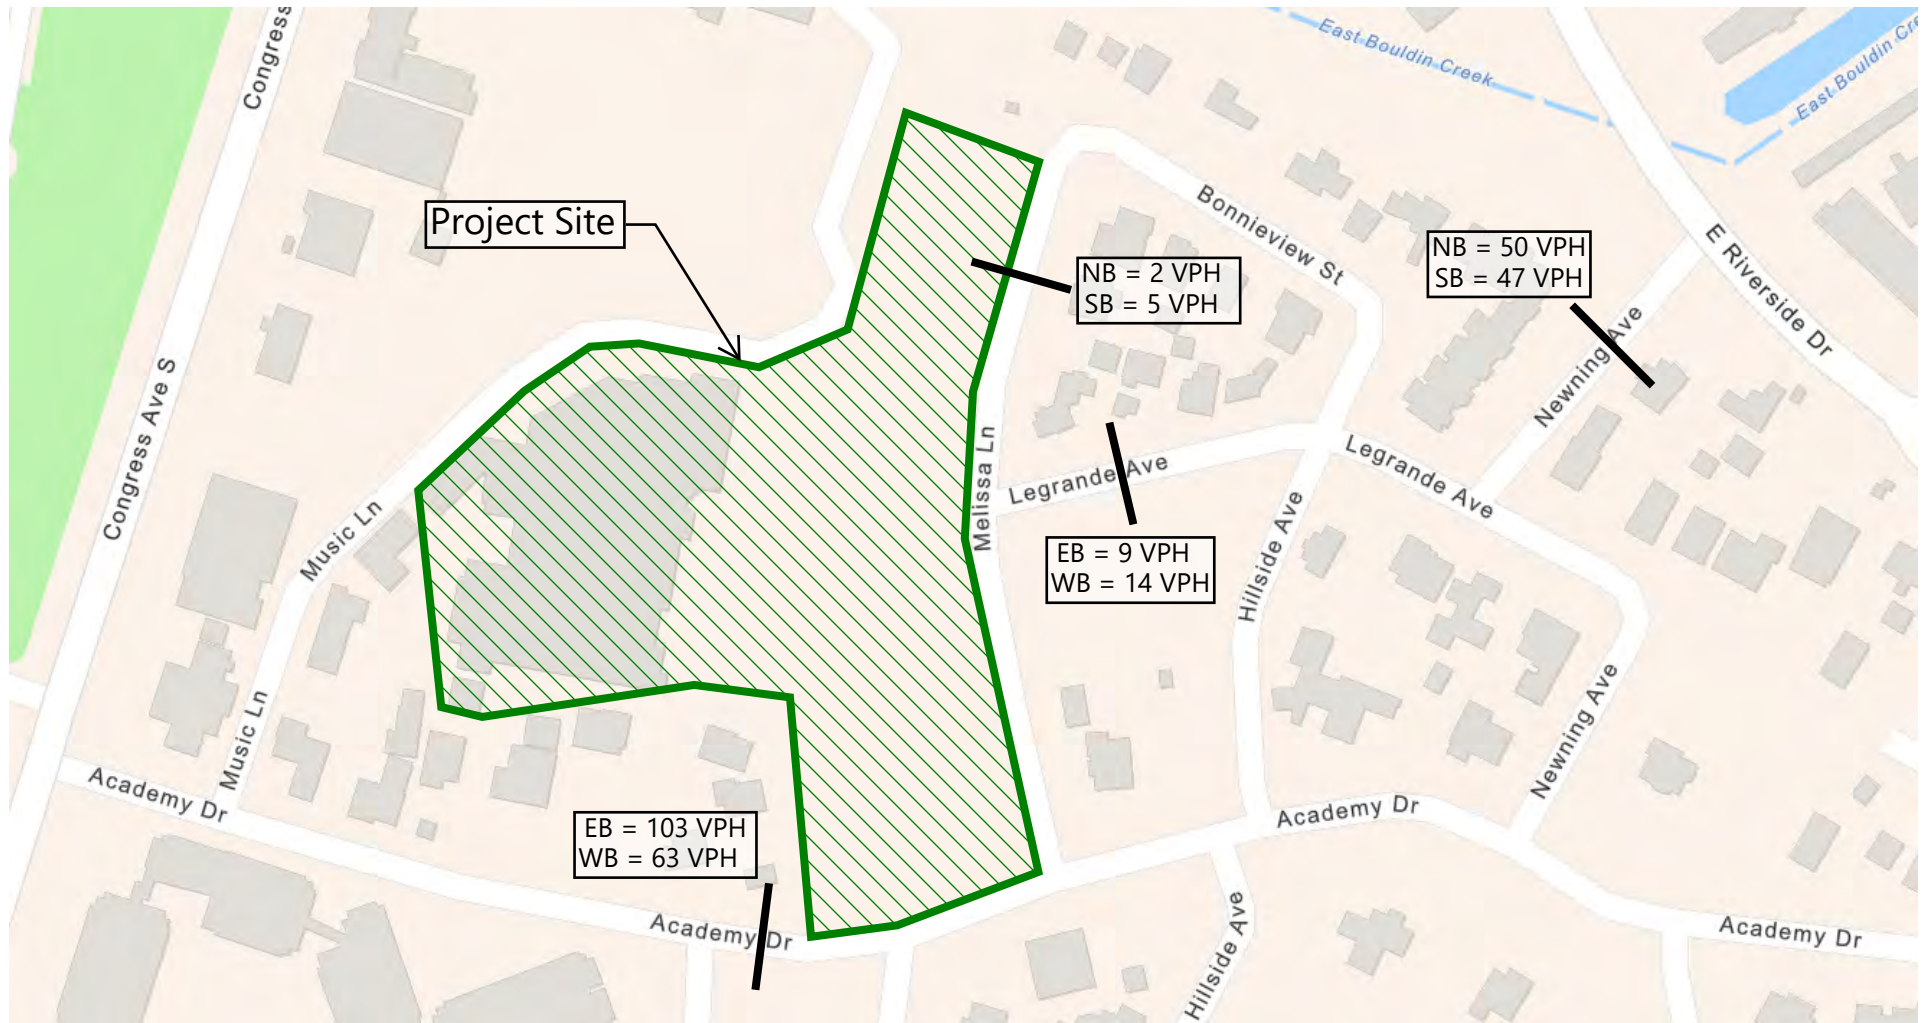 Congress
East Bouldin Creek
East Bouldin Cre
Project Site
Bonnieview St
E Riverside Dr
NB = 50 VPH
SB = 47 VPH
NB = 2 VPH
SB = 5 VPH
Newning Ave
Congress Ave S
Melissa Ln
Legrande Ave
Legrande Ave
Music Ln
Hillside Ave
EB = 9 VPH
WB = 14 VPH
Music Ln
Newning Ave
Academy Dr
Academy Dr
EB = 103 VPH
WB = 63 VPH
Academy Dr
Hillside Ave
Academy Dr